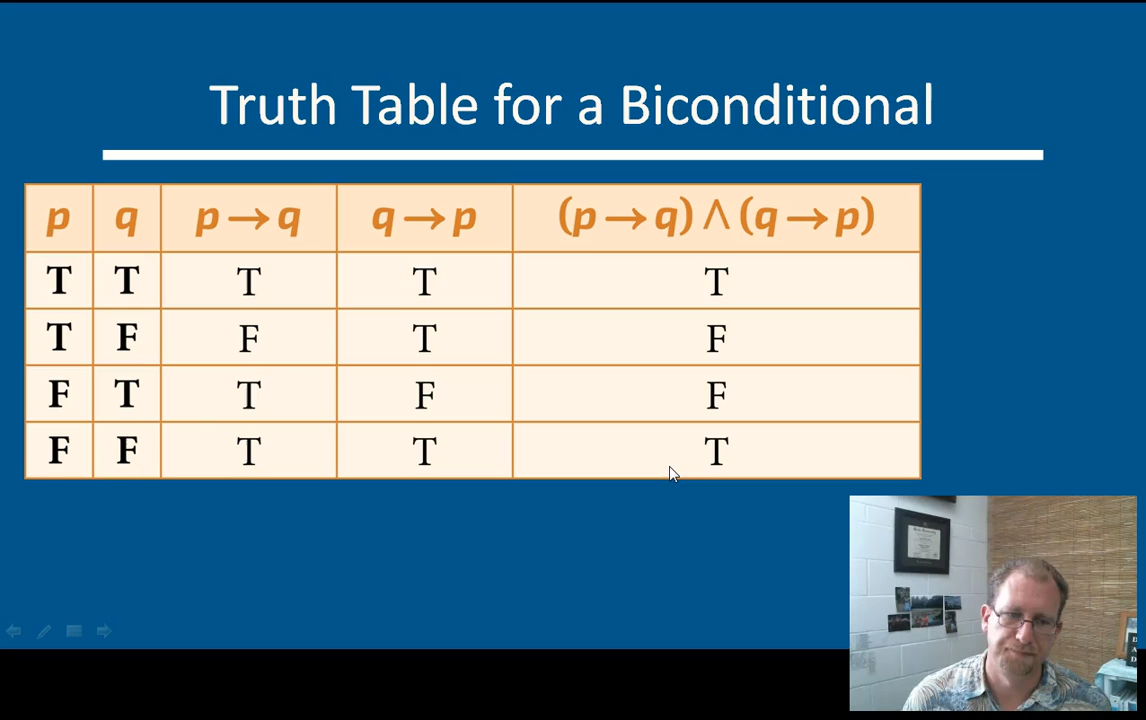 Truth Table for a Biconditional
p q p → q q → p (p → q) ∧ (q → p)
T T T T T
T F F T F
F T T F F
F F T T T